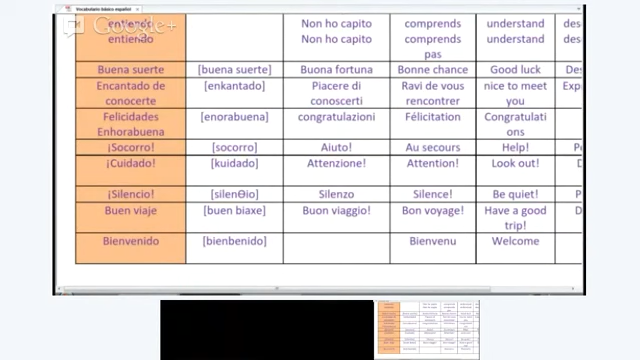 Vocabulario básico español
Google+
entiendo Non ho capito comprends understand
entiendo Non ho capito comprends understand
pas
Buena suerte [buena suerte] Buona fortuna Bonne chance Good luck
Encantado de [enkantado] Piacere di Ravi de vous nice to meet
conocerte conoscerti rencontrer you
Felicidades [enorabuena] congratulazioni Félicitation Congratulati
Enhorabuena ons
¡Socorro! [socorro] Aiuto! Au secours Help!
¡Cuidado! [kuidado] Attenzione! Attention! Look out!
¡Silencio! [silenϴio] Silenzo Silence! Be quiet!
Buen viaje [buen biaxe] Buon viaggio! Bon voyage! Have a good
trip!
Bienvenido [bienbenido] Bienvenu Welcome